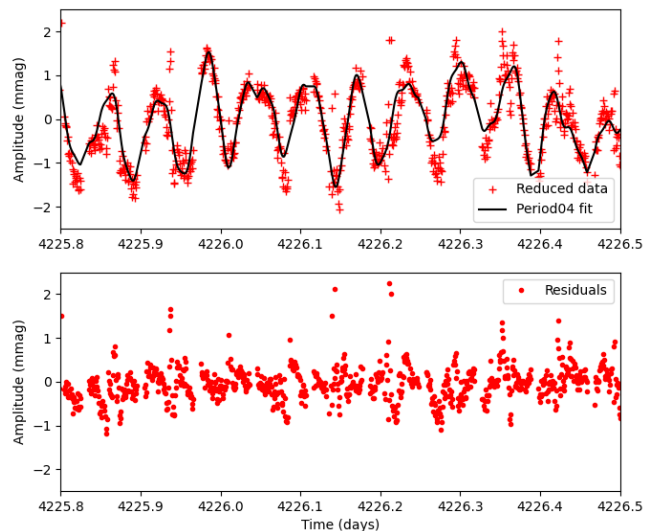 2
1
0
−1
−2
Amplitude (mmag)
Reduced data
Period04 fit
4225.8 4225.9 4226.0 4226.1 4226.2 4226.3 4226.4 4226.5
2
1
0
−1
−2
Amplitude (mmag)
Residuals
4225.8 4225.9 4226.0 4226.1 4226.2 4226.3 4226.4 4226.5
Time (days)